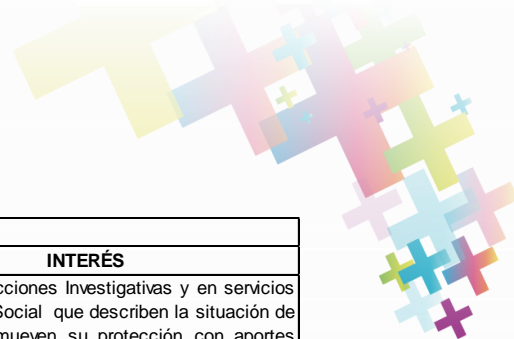 INTERÉS
cciones Investigativas y en servicios
Social que describen la situación de
mueven su protección con aportes